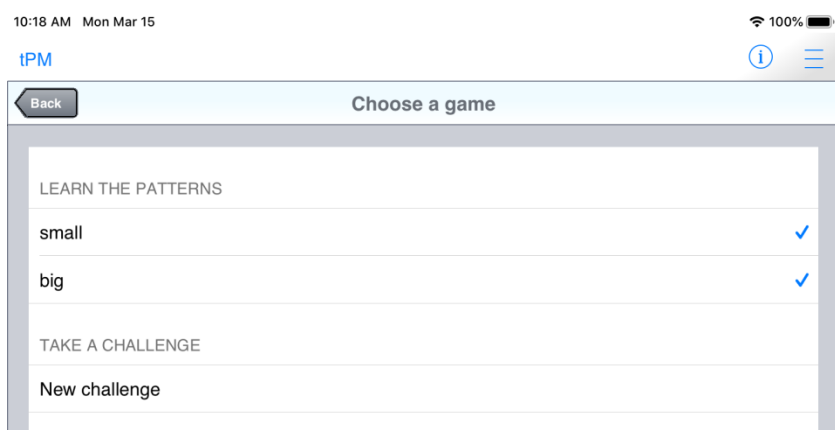 10:18 AM Mon Mar 15 100%
tPM
Back Choose a game
LEARN THE PATTERNS
small
big
TAKE A CHALLENGE
New challenge